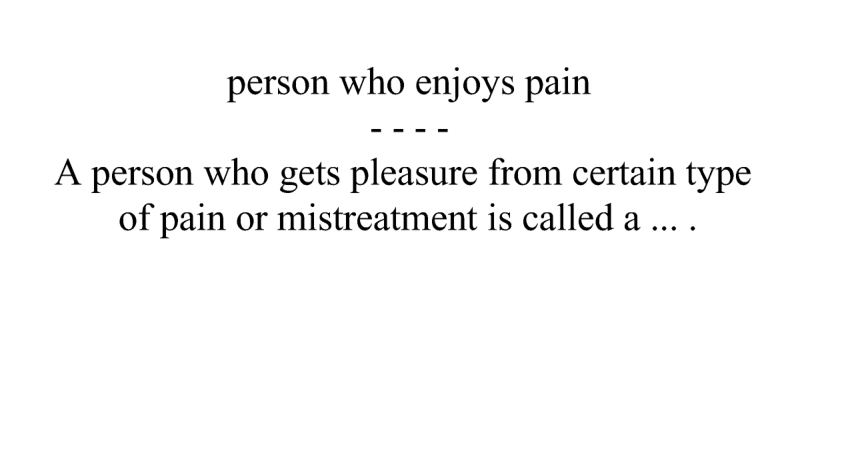 person who enjoys pain
- - - -
A person who gets pleasure from certain type
of pain or mistreatment is called a ... .